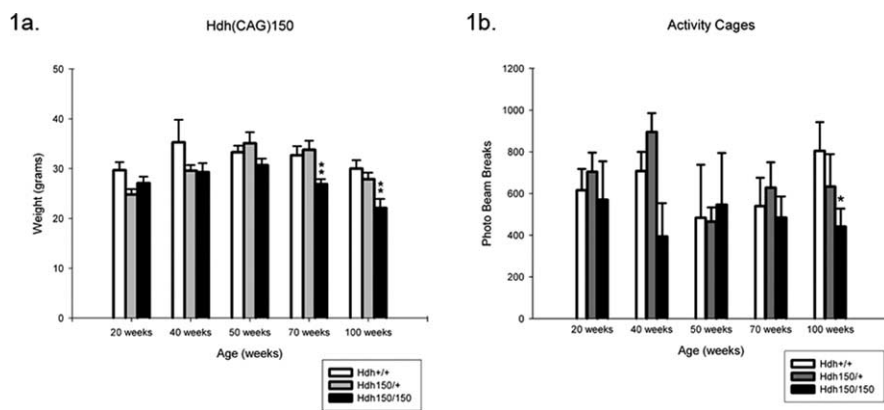 1a.
Hdh(CAG)150
Weight (grams)
50
40
30
20
10
0
**
**
20 weeks 40 weeks 50 weeks 70 weeks 100 weeks
Age (weeks)
Hdh+/+
Hdh150/+
Hdh150/150
1b.
Activity Cages
Photo Beam Breaks
1200
1000
800
600
400
200
0
*
20 weeks 40 weeks 50 weeks 70 weeks 100 weeks
Age (weeks)
Hdh+/+
Hdh150/+
Hdh150/150